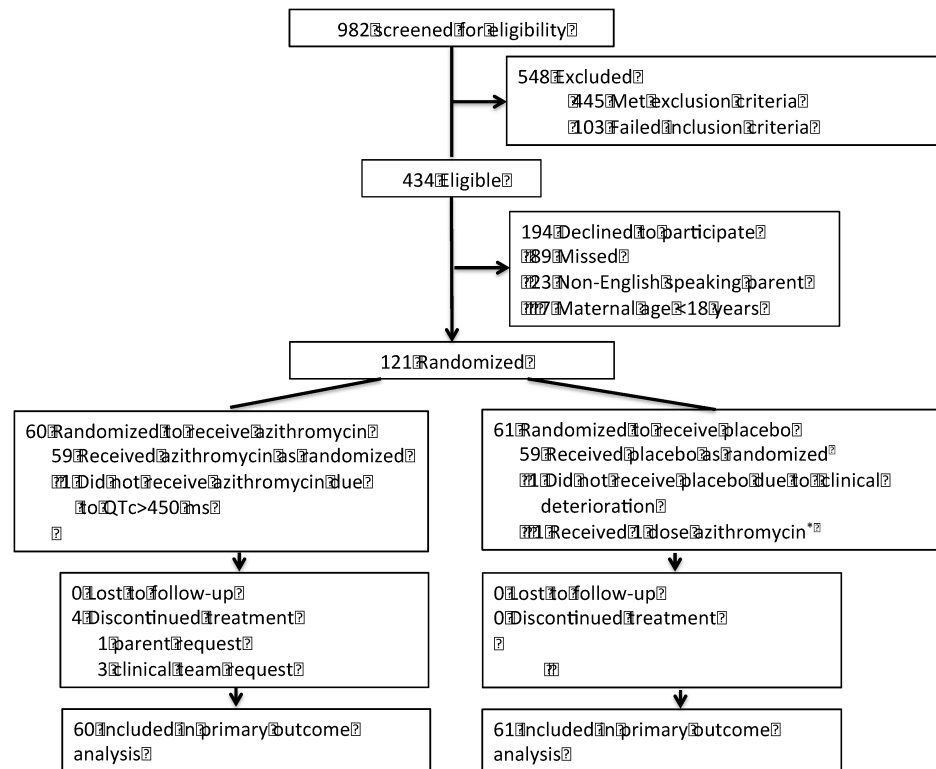 982 screened for eligibility
548 Excluded
445 Met exclusion criteria
103 Failed inclusion criteria
434 Eligible
194 Declined to participate
89 Missed
23 Non-English speaking parent
7 Maternal age <18 years
121 Randomized
60 Randomized to receive azithromycin
59 Received azithromycin as randomized
1 Did not receive azithromycin due
to QTc>450 ms
61 Randomized to receive placebo
59 Received placebo as randomized
1 Did not receive placebo due to clinical
deterioration
1 Received 1 dose azithromycin*
0 Lost to follow-up
4 Discontinued treatment
1 parent request
3 clinical team request
0 Lost to follow-up
0 Discontinued treatment
60 Included in primary outcome
analysis
61 Included in primary outcome
analysis